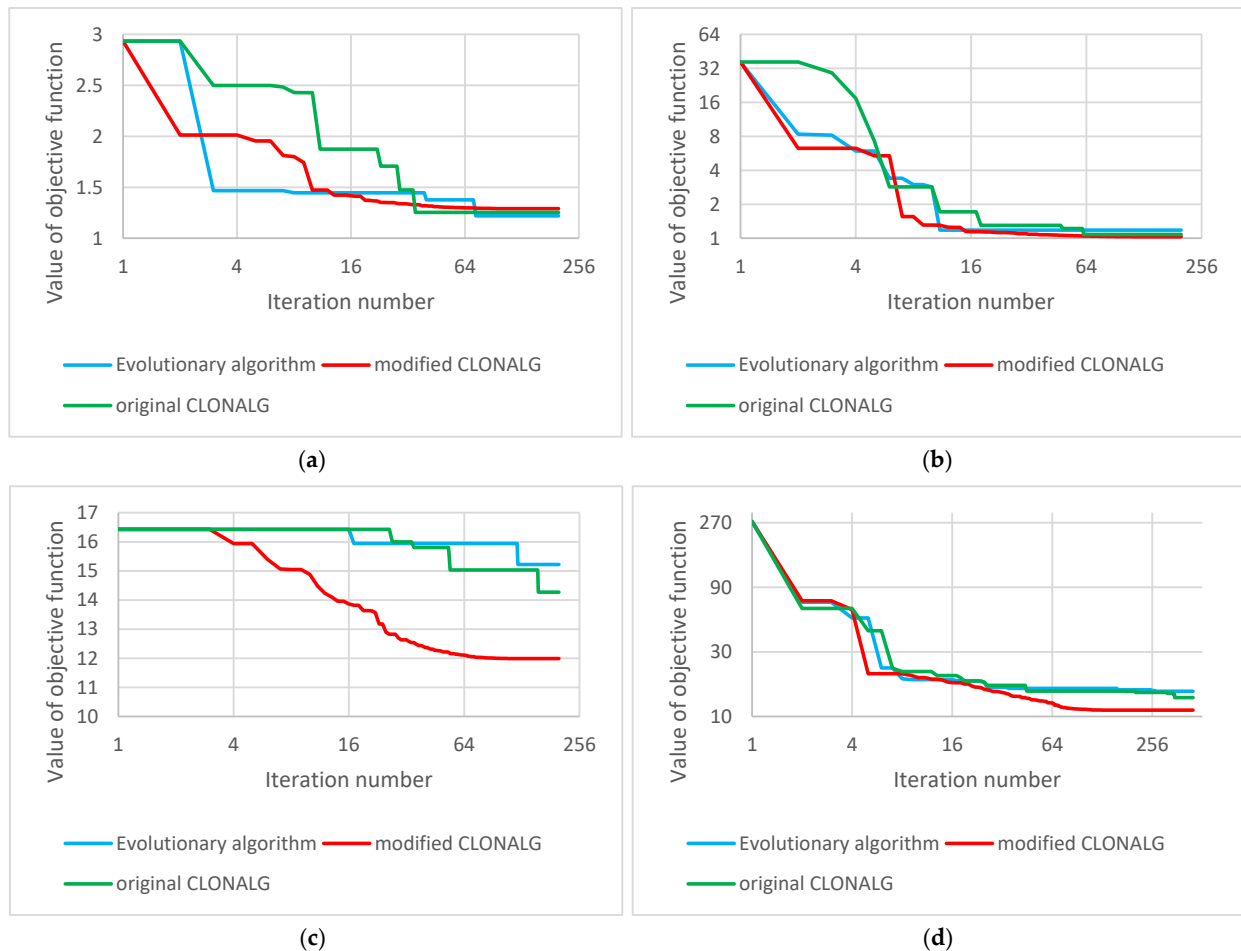 3
2.5
2
1.5
1
1 4 16 64 256
Value of objective function
Iteration number
Evolutionary algorithm modified CLONALG
original CLONALG
(a)
64
32
16
8
4
2
1
1 4 16 64 256
Value of objective function
Iteration number
Evolutionary algorithm modified CLONALG
original CLONALG
(b)
17
16
15
14
13
12
11
10
1 4 16 64 256
Value of objective function
Iteration number
Evolutionary algorithm modified CLONALG
original CLONALG
(c)
270
90
30
10
1 4 16 64 256
Value of objective function
Iteration number
Evolutionary algorithm modified CLONALG
original CLONALG
(d)